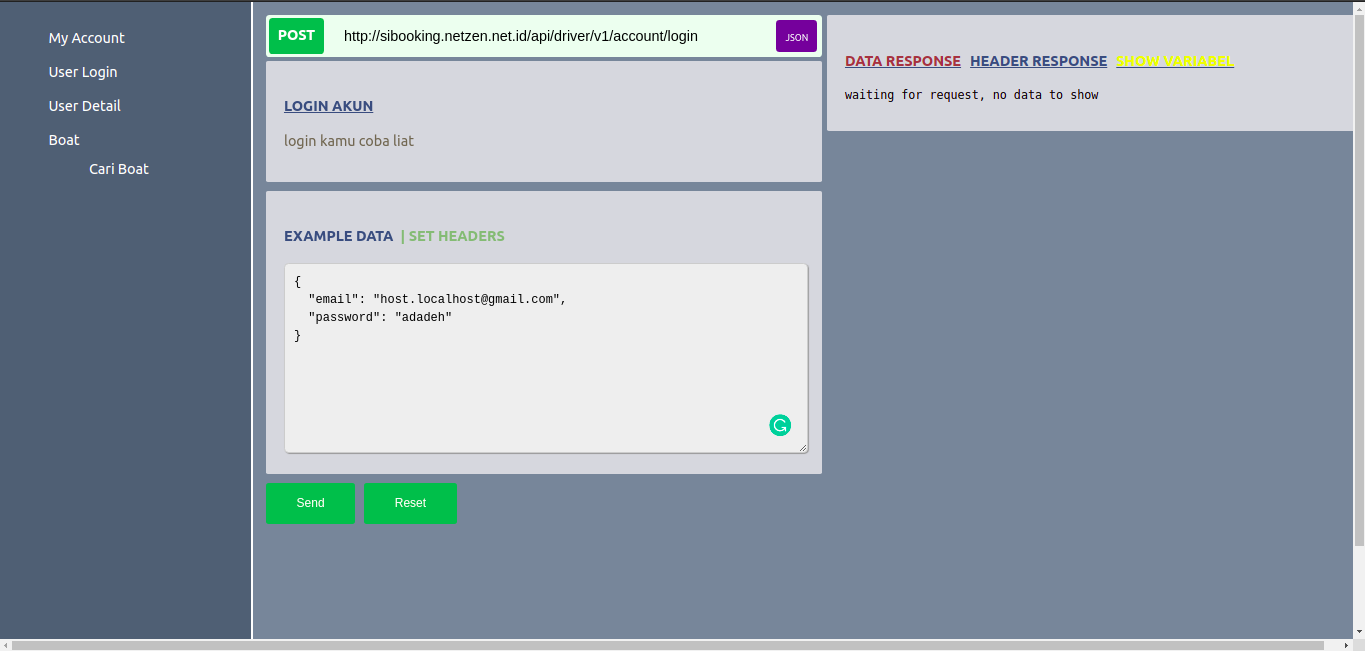 My Account
User Login
User Detail
Boat
Cari Boat
POST http://sibooking.netzen.net.id/api/driver/v1/account/login JSON
LOGIN AKUN
login kamu coba liat
EXAMPLE DATA | SET HEADERS
{
"email": "host.localhost@gmail.com",
"password": "adadeh"
}
Send Reset
DATA RESPONSE HEADER RESPONSE SHOW VARIABEL
waiting for request, no data to show